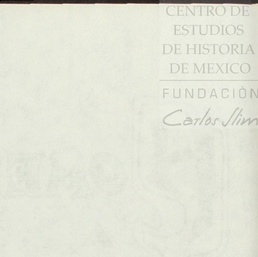 CENTRO DE
ESTUDIOS
DE HISTORIA
DE MEXICO
FUNDACIÓN
Carlos Slim